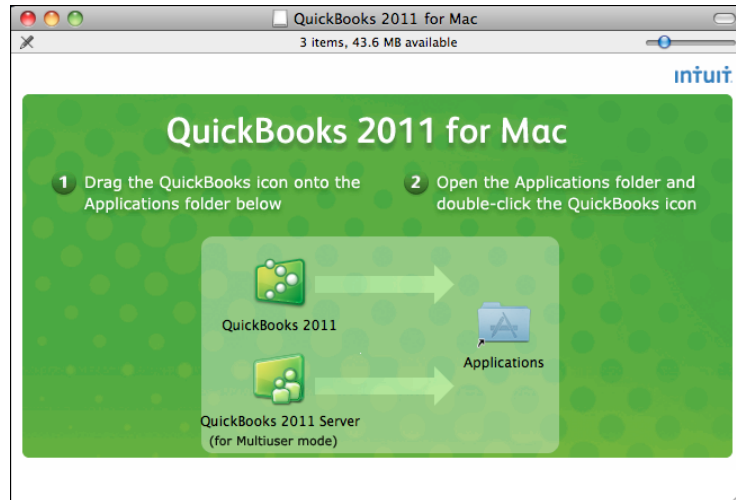 QuickBooks 2011 for Mac
3 items, 43.6 MB available
intuit
QuickBooks 2011 for Mac
1 Drag the QuickBooks icon onto the
Applications folder below
2 Open the Applications folder and
double-click the QuickBooks icon
QuickBooks 2011
Applications
QuickBooks 2011 Server
(for Multiuser mode)